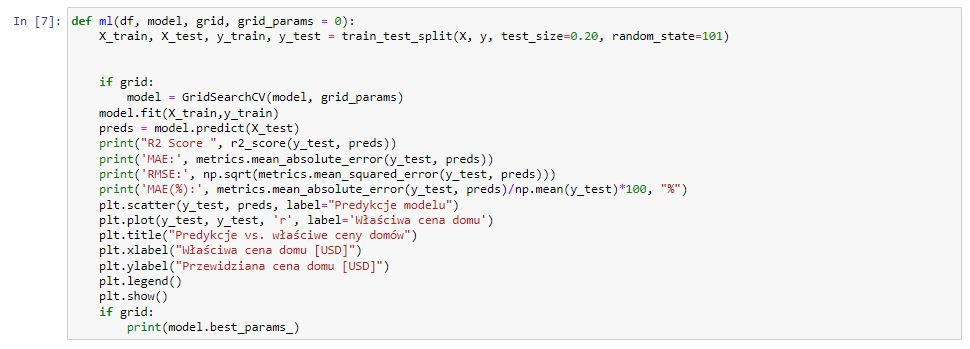 In [7]: def ml(df, model, grid, grid_params = 0):
    X_train, X_test, y_train, y_test = train_test_split(X, y, test_size=0.20, random_state=101)
    if grid:
        model = GridSearchCV(model, grid_params)
    model.fit(X_train,y_train)
    preds = model.predict(X_test)
    print("R2 Score ", r2_score(y_test, preds))
    print('MAE:', metrics.mean_absolute_error(y_test, preds))
    print('RMSE:', np.sqrt(metrics.mean_squared_error(y_test, preds)))
    print('MAE(%):', metrics.mean_absolute_error(y_test, preds)/np.mean(y_test)*100, "%")
    plt.scatter(y_test, preds, label="Predykcje modelu")
    plt.plot(y_test, y_test, 'r', label='Właściwa cena domu')
    plt.title("Predykcje vs. właściwe ceny domów")
    plt.xlabel("Właściwa cena domu [USD]")
    plt.ylabel("Przewidziana cena domu [USD]")
    plt.legend()
    plt.show()
    if grid:
        print(model.best_params_)